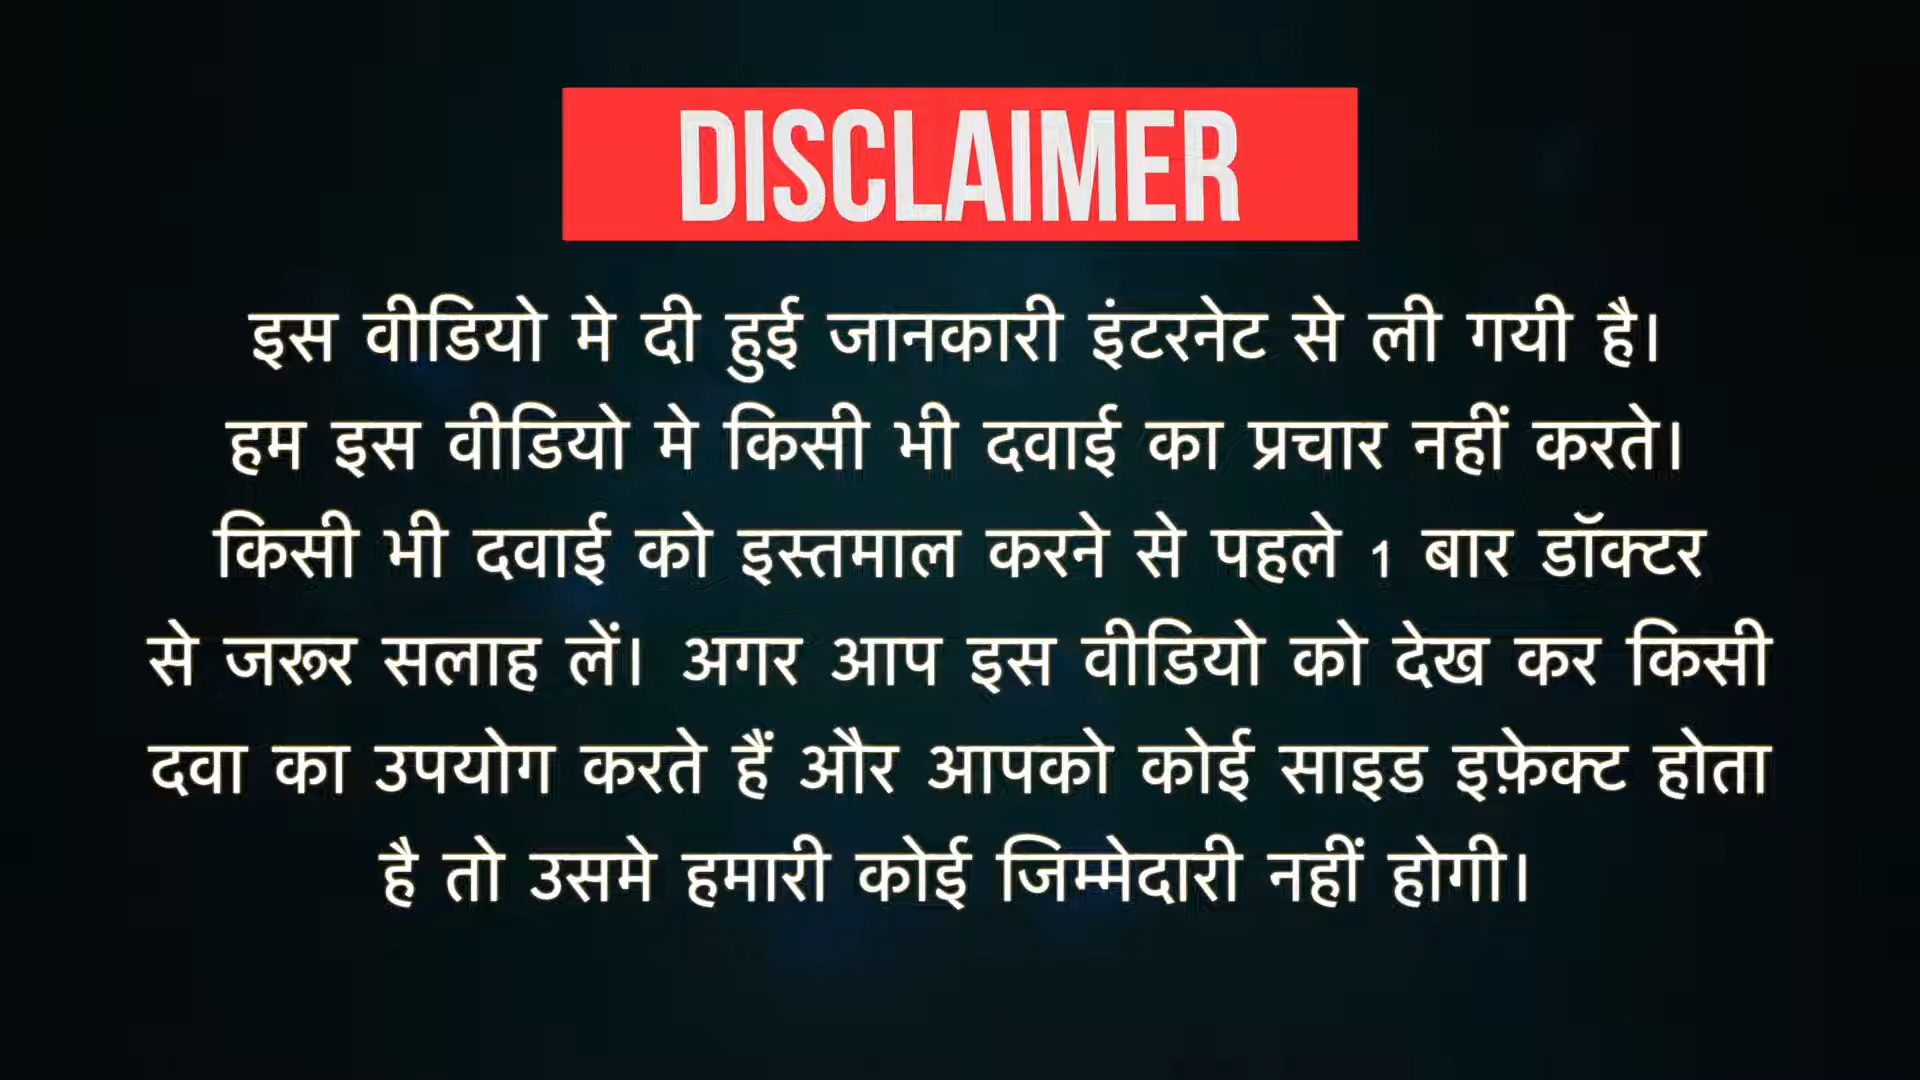 DISCLAIMER
इस वीडियो मे दी हुई जानकारी इंटरनेट से ली गयी है।
हम इस वीडियो मे किसी भी दवाई का प्रचार नहीं करते।
किसी भी दवाई को इस्तमाल करने से पहले 1 बार डॉक्टर
से जरूर सलाह लें। अगर आप इस वीडियो को देख कर किसी
दवा का उपयोग करते हैं और आपको कोई साइड इफ़ेक्ट होता
है तो उसमे हमारी कोई जिम्मेदारी नहीं होगी।